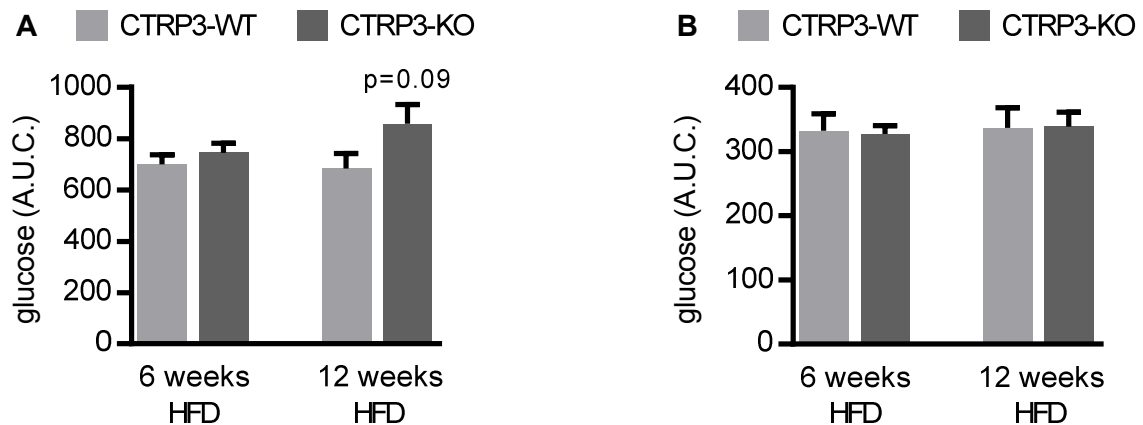 A CTRP3-WT CTRP3-KO
glucose (A.U.C.)
1000
800
600
400
200
0
p=0.09
6 weeks
HFD
12 weeks
HFD
B CTRP3-WT CTRP3-KO
glucose (A.U.C.)
400
300
200
100
0
6 weeks
HFD
12 weeks
HFD